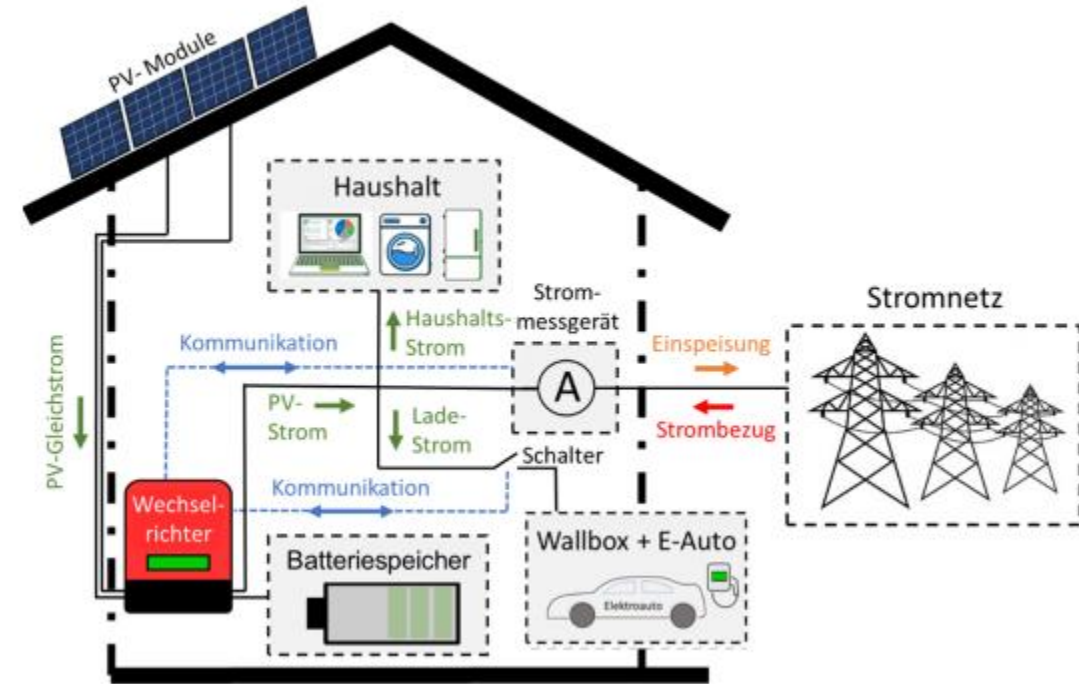 PV- Module
Haushalt
Strom-
messgerät
Stromnetz
Haushalts-
Strom
Kommunikation
Einspeisung
A
PV-Gleichstrom
PV-
Strom
Lade-
Strom
Strombezug
Schalter
Kommunikation
Wechsel-
richter
Batteriespeicher
Wallbox + E-Auto
Elektroauto